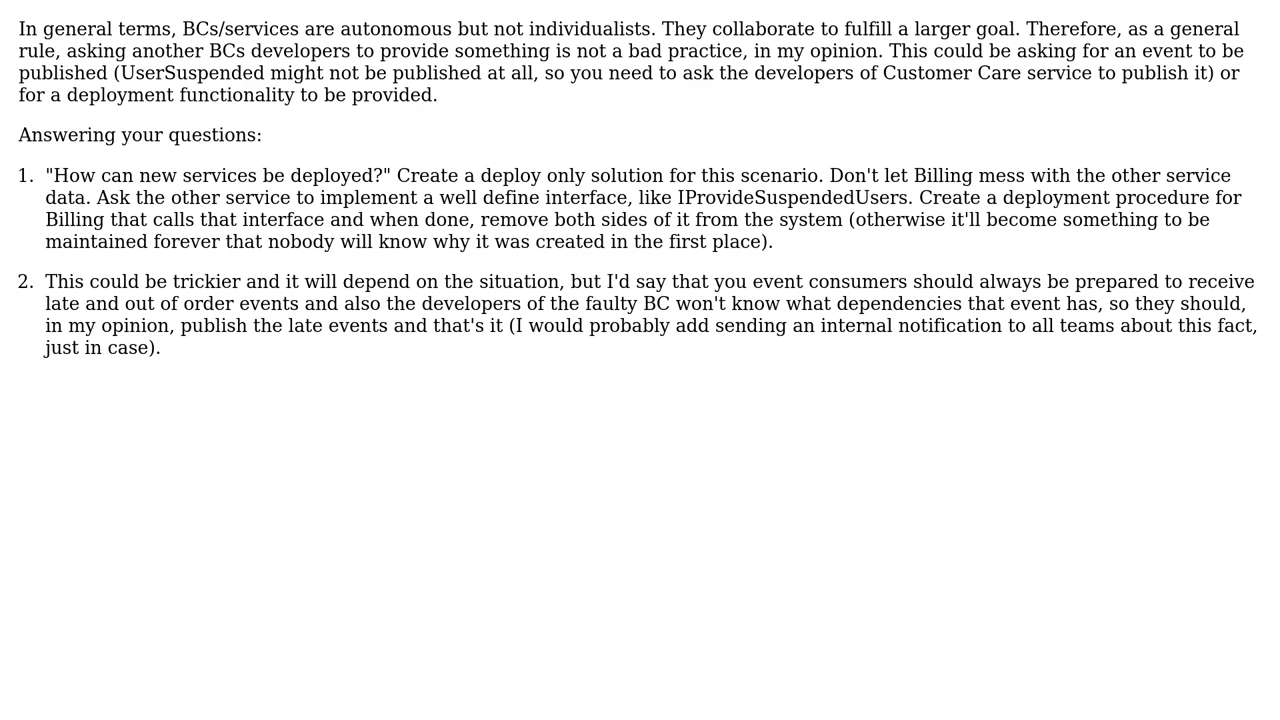 In general terms, BCs/services are autonomous but not individualists. They collaborate to fulfill a larger goal. Therefore, as a general
rule, asking another BCs developers to provide something is not a bad practice, in my opinion. This could be asking for an event to be
published (UserSuspended might not be published at all, so you need to ask the developers of Customer Care service to publish it) or
for a deployment functionality to be provided.
Answering your questions:
1. "How can new services be deployed?" Create a deploy only solution for this scenario. Don't let Billing mess with the other service
data. Ask the other service to implement a well define interface, like IProvideSuspendedUsers. Create a deployment procedure for
Billing that calls that interface and when done, remove both sides of it from the system (otherwise it'll become something to be
maintained forever that nobody will know why it was created in the first place).
2. This could be trickier and it will depend on the situation, but I'd say that you event consumers should always be prepared to receive
late and out of order events and also the developers of the faulty BC won't know what dependencies that event has, so they should,
in my opinion, publish the late events and that's it (I would probably add sending an internal notification to all teams about this fact,
just in case).